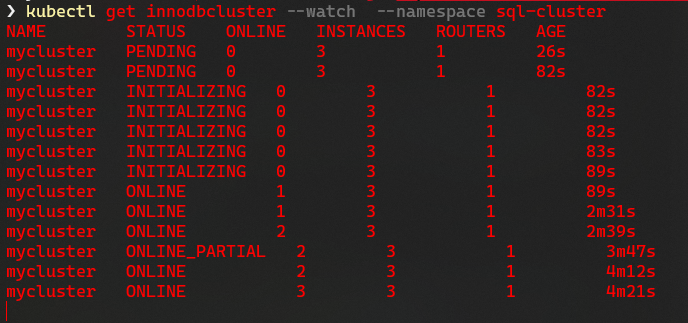 ❯ kubectl get innodbcluster --watch --namespace sql-cluster
NAME STATUS ONLINE INSTANCES ROUTERS AGE
mycluster PENDING 0 3 1 26s
mycluster PENDING 0 3 1 82s
mycluster INITIALIZING 0 3 1 82s
mycluster INITIALIZING 0 3 1 82s
mycluster INITIALIZING 0 3 1 82s
mycluster INITIALIZING 0 3 1 83s
mycluster INITIALIZING 0 3 1 89s
mycluster ONLINE 1 3 1 89s
mycluster ONLINE 1 3 1 2m31s
mycluster ONLINE 2 3 1 2m39s
mycluster ONLINE_PARTIAL 2 3 1 3m47s
mycluster ONLINE 2 3 1 4m12s
mycluster ONLINE 3 3 1 4m21s